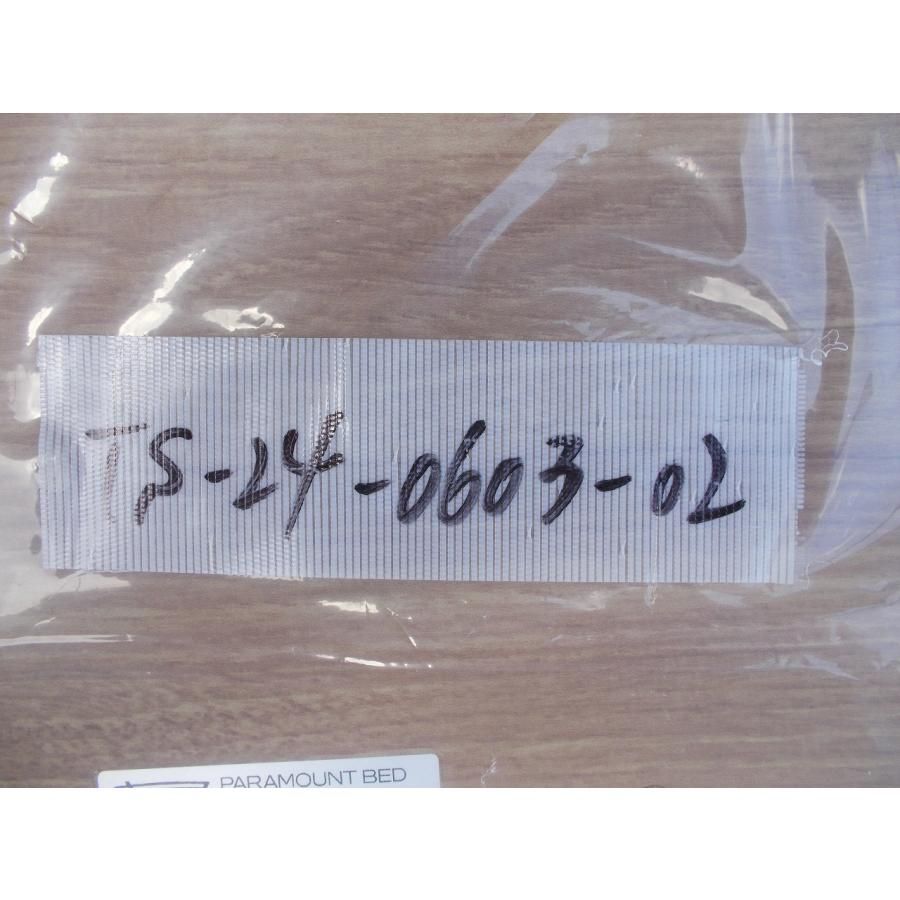 TS-24-0603-02
PARAMOUNT BED